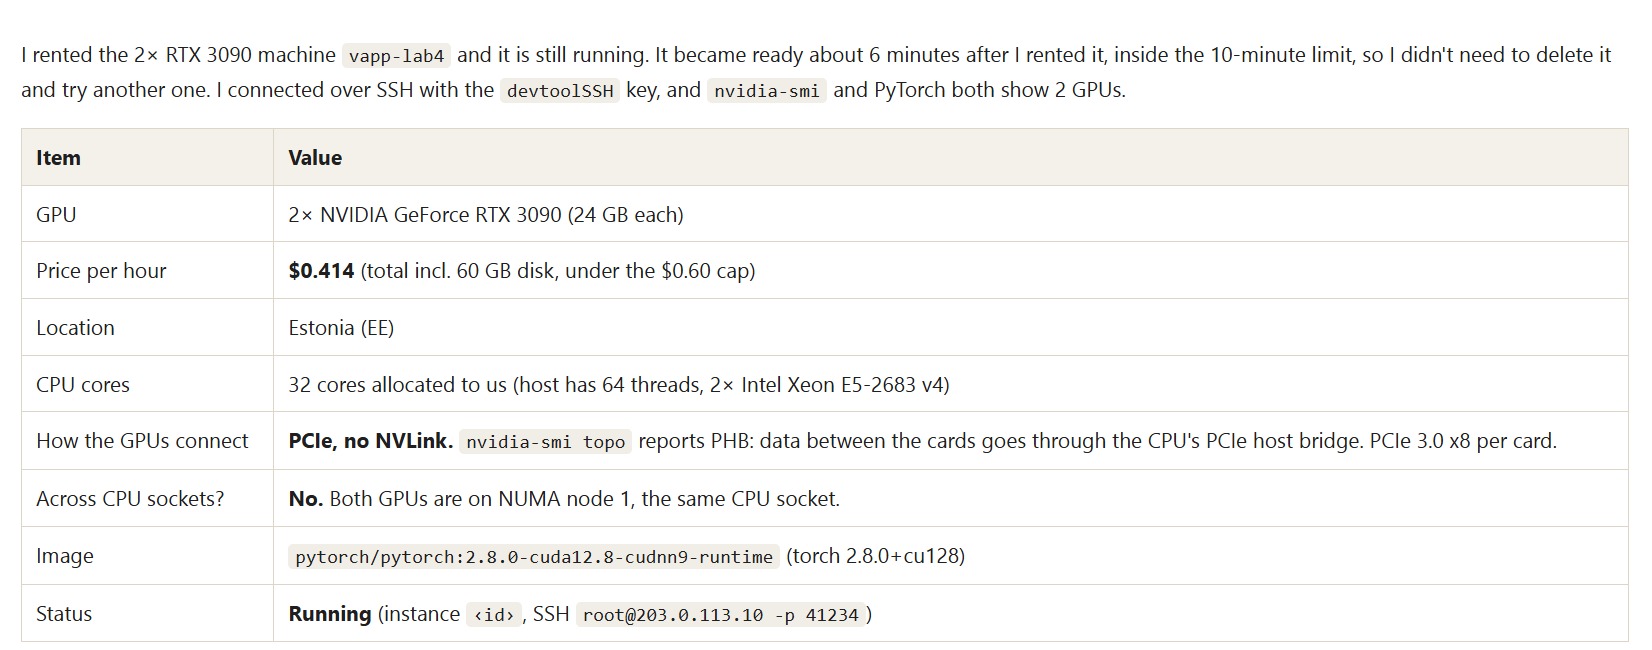 I rented the 2× RTX 3090 machine vapp-lab4 and it is still running. It became ready about 6 minutes after I rented it, inside the 10-minute limit, so I didn't need to delete it
and try another one. I connected over SSH with the devtoolSSH key, and nvidia-smi and PyTorch both show 2 GPUs.
Item Value
GPU 2× NVIDIA GeForce RTX 3090 (24 GB each)
Price per hour $0.414 (total incl. 60 GB disk, under the $0.60 cap)
Location Estonia (EE)
CPU cores 32 cores allocated to us (host has 64 threads, 2× Intel Xeon E5-2683 v4)
How the GPUs connect PCIe, no NVLink. nvidia-smi topo reports PHB: data between the cards goes through the CPU's PCIe host bridge. PCIe 3.0 x8 per card.
Across CPU sockets? No. Both GPUs are on NUMA node 1, the same CPU socket.
Image pytorch/pytorch:2.8.0-cuda12.8-cudnn9-runtime (torch 2.8.0+cu128)
Status Running (instance ‹id›, SSH root@203.0.113.10 -p 41234)